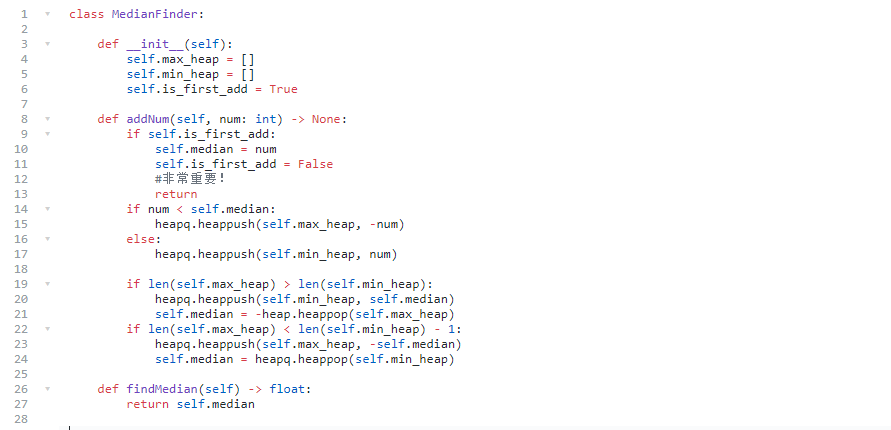 1 class MedianFinder:
2
3 def __init__(self):
4 self.max_heap = []
5 self.min_heap = []
6 self.is_first_add = True
7
8 def addNum(self, num: int) -> None:
9 if self.is_first_add:
10 self.median = num
11 self.is_first_add = False
12 #非常重要!
13 return
14 if num < self.median:
15 heapq.heappush(self.max_heap, -num)
16 else:
17 heapq.heappush(self.min_heap, num)
18
19 if len(self.max_heap) > len(self.min_heap):
20 heapq.heappush(self.min_heap, self.median)
21 self.median = -heap.heappop(self.max_heap)
22 if len(self.max_heap) < len(self.min_heap) - 1:
23 heapq.heappush(self.max_heap, -self.median)
24 self.median = heapq.heappop(self.min_heap)
25
26 def findMedian(self) -> float:
27 return self.median
28